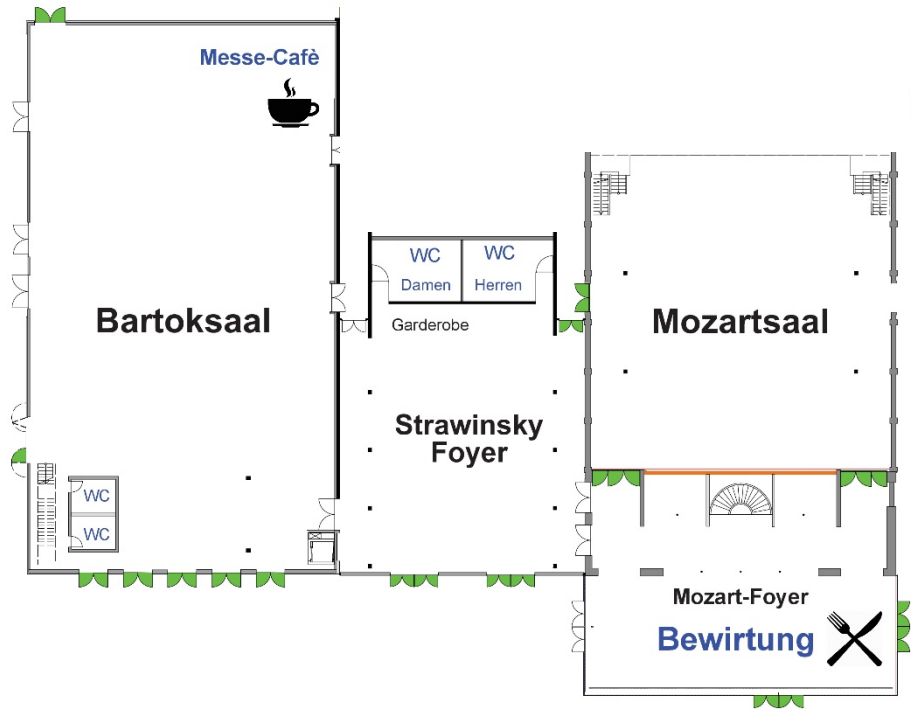 Messe-Cafè
WC
Damen
WC
Herren
Garderobe
Bartoksaal
Mozartsaal
Strawinsky
Foyer
WC
WC
Mozart-Foyer
Bewirtung